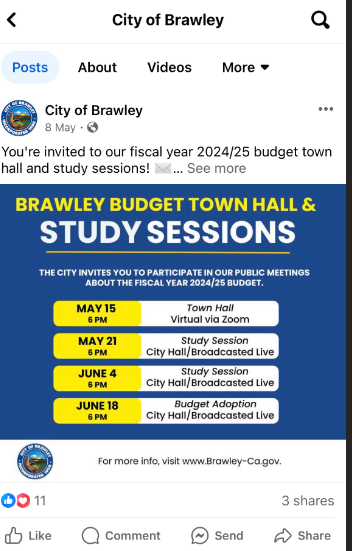 City of Brawley
Posts
About
Videos
More
City of Brawley
8 May ·
You're invited to our fiscal year 2024/25 budget town
hall and study sessions! ✉️... See more
BRAWLEY BUDGET TOWN HALL &
STUDY SESSIONS
THE CITY INVITES YOU TO PARTICIPATE IN OUR PUBLIC MEETINGS
ABOUT THE FISCAL YEAR 2024/25 BUDGET.
MAY 15
6 PM
Town Hall
Virtual via Zoom
MAY 21
6 PM
Study Session
City Hall/Broadcasted Live
JUNE 4
6 PM
Study Session
City Hall/Broadcasted Live
JUNE 18
6 PM
Budget Adoption
City Hall/Broadcasted Live
For more info, visit www.Brawley-Ca.gov.
11
3 shares
Like
Comment
Send
Share